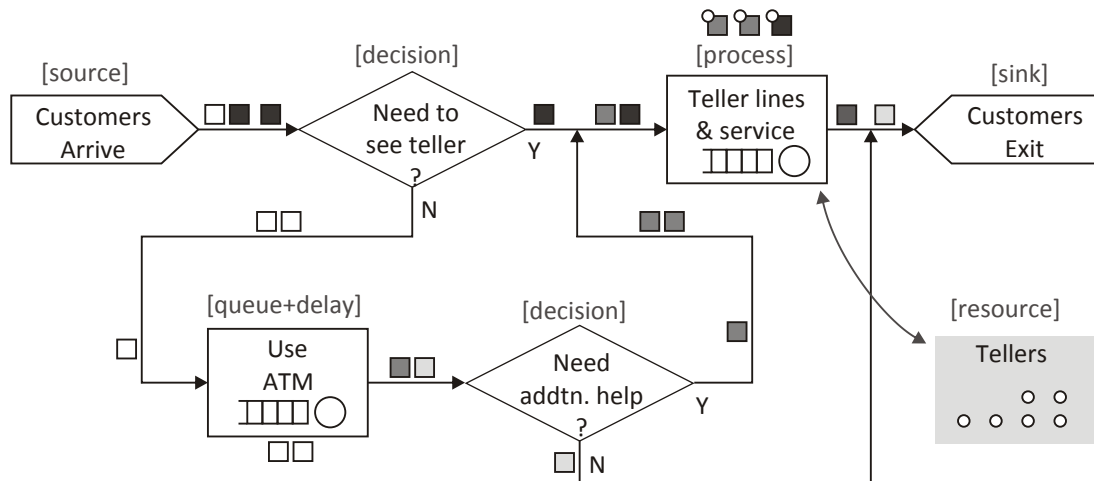 [source]
Customers
Arrive
[decision]
Need to
see teller
?
Y
N
[process]
Teller lines
& service
[sink]
Customers
Exit
[queue+delay]
Use
ATM
[decision]
Need
addtn. help
?
Y
N
[resource]
Tellers